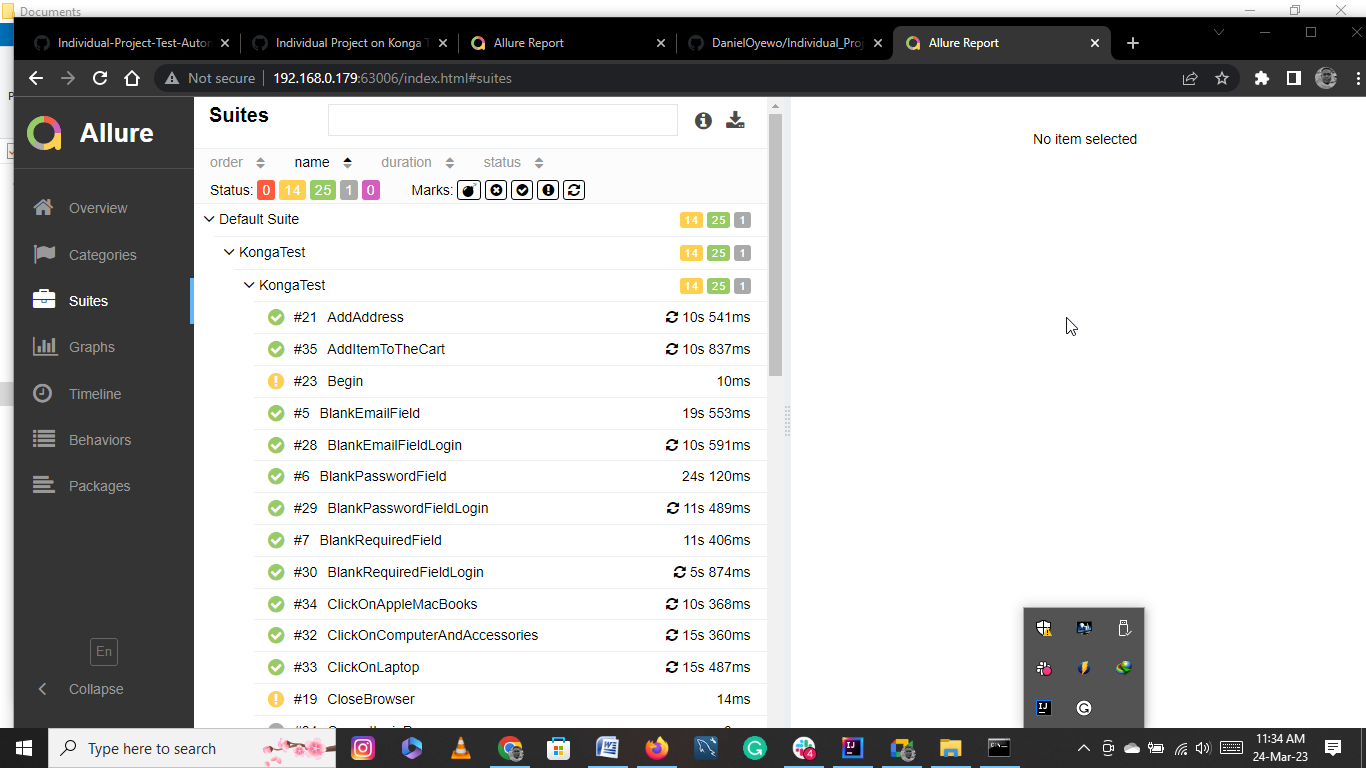 Documents
Individual-Project-Test-Autor
Individual Project on Konga T
Allure Report
DanielOyewo/Individual_Proj
Allure Report
Not secure
192.168.0.179:63006/index.html#suites
Allure
Overview
Categories
Suites
Graphs
Timeline
Behaviors
Packages
En
Collapse
Suites
order name duration status
Status: 0 14 25 1 0 Marks:
Default Suite 14 25 1
KongaTest 14 25 1
KongaTest 14 25 1
#21 AddAddress 10s 541ms
#35 AddItemToTheCart 10s 837ms
#23 Begin 10ms
#5 BlankEmailField 19s 553ms
#28 BlankEmailFieldLogin 10s 591ms
#6 BlankPasswordField 24s 120ms
#29 BlankPasswordFieldLogin 11s 489ms
#7 BlankRequiredField 11s 406ms
#30 BlankRequiredFieldLogin 5s 874ms
#34 ClickOnAppleMacBooks 10s 368ms
#32 ClickOnComputerAndAccessories 15s 360ms
#33 ClickOnLaptop 15s 487ms
#19 CloseBrowser 14ms
No item selected
Type here to search
4
11:34 AM
24-Mar-23